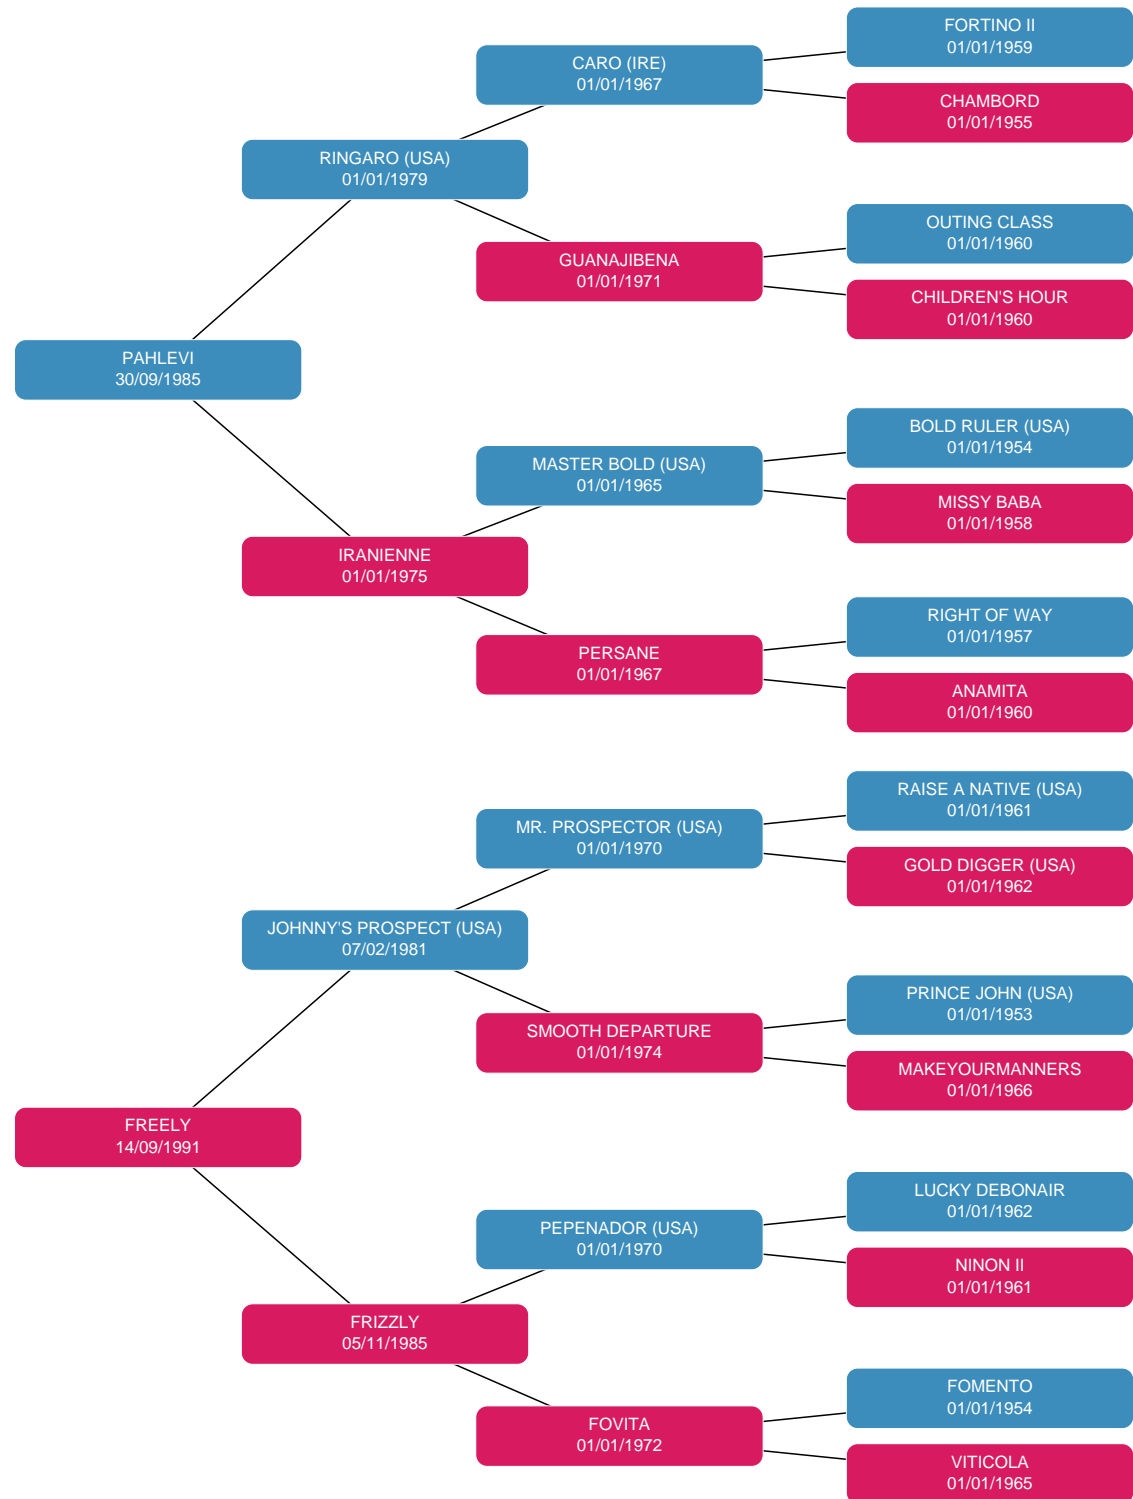 FORTINO II
01/01/1959
CARO (IRE)
01/01/1967
CHAMBORD
01/01/1955
RINGARO (USA)
01/01/1979
OUTING CLASS
01/01/1960
GUANAJIBENA
01/01/1971
CHILDREN'S HOUR
01/01/1960
PAHLEVI
30/09/1985
BOLD RULER (USA)
01/01/1954
MASTER BOLD (USA)
01/01/1965
MISSY BABA
01/01/1958
IRANIENNE
01/01/1975
RIGHT OF WAY
01/01/1957
PERSANE
01/01/1967
ANAMITA
01/01/1960
RAISE A NATIVE (USA)
01/01/1961
MR. PROSPECTOR (USA)
01/01/1970
GOLD DIGGER (USA)
01/01/1962
JOHNNY'S PROSPECT (USA)
07/02/1981
PRINCE JOHN (USA)
01/01/1953
SMOOTH DEPARTURE
01/01/1974
MAKEYOURMANNERS
01/01/1966
FREELY
14/09/1991
LUCKY DEBONAIR
01/01/1962
PEPENADOR (USA)
01/01/1970
NINON II
01/01/1961
FRIZZLY
05/11/1985
FOMENTO
01/01/1954
FOVITA
01/01/1972
VITICOLA
01/01/1965